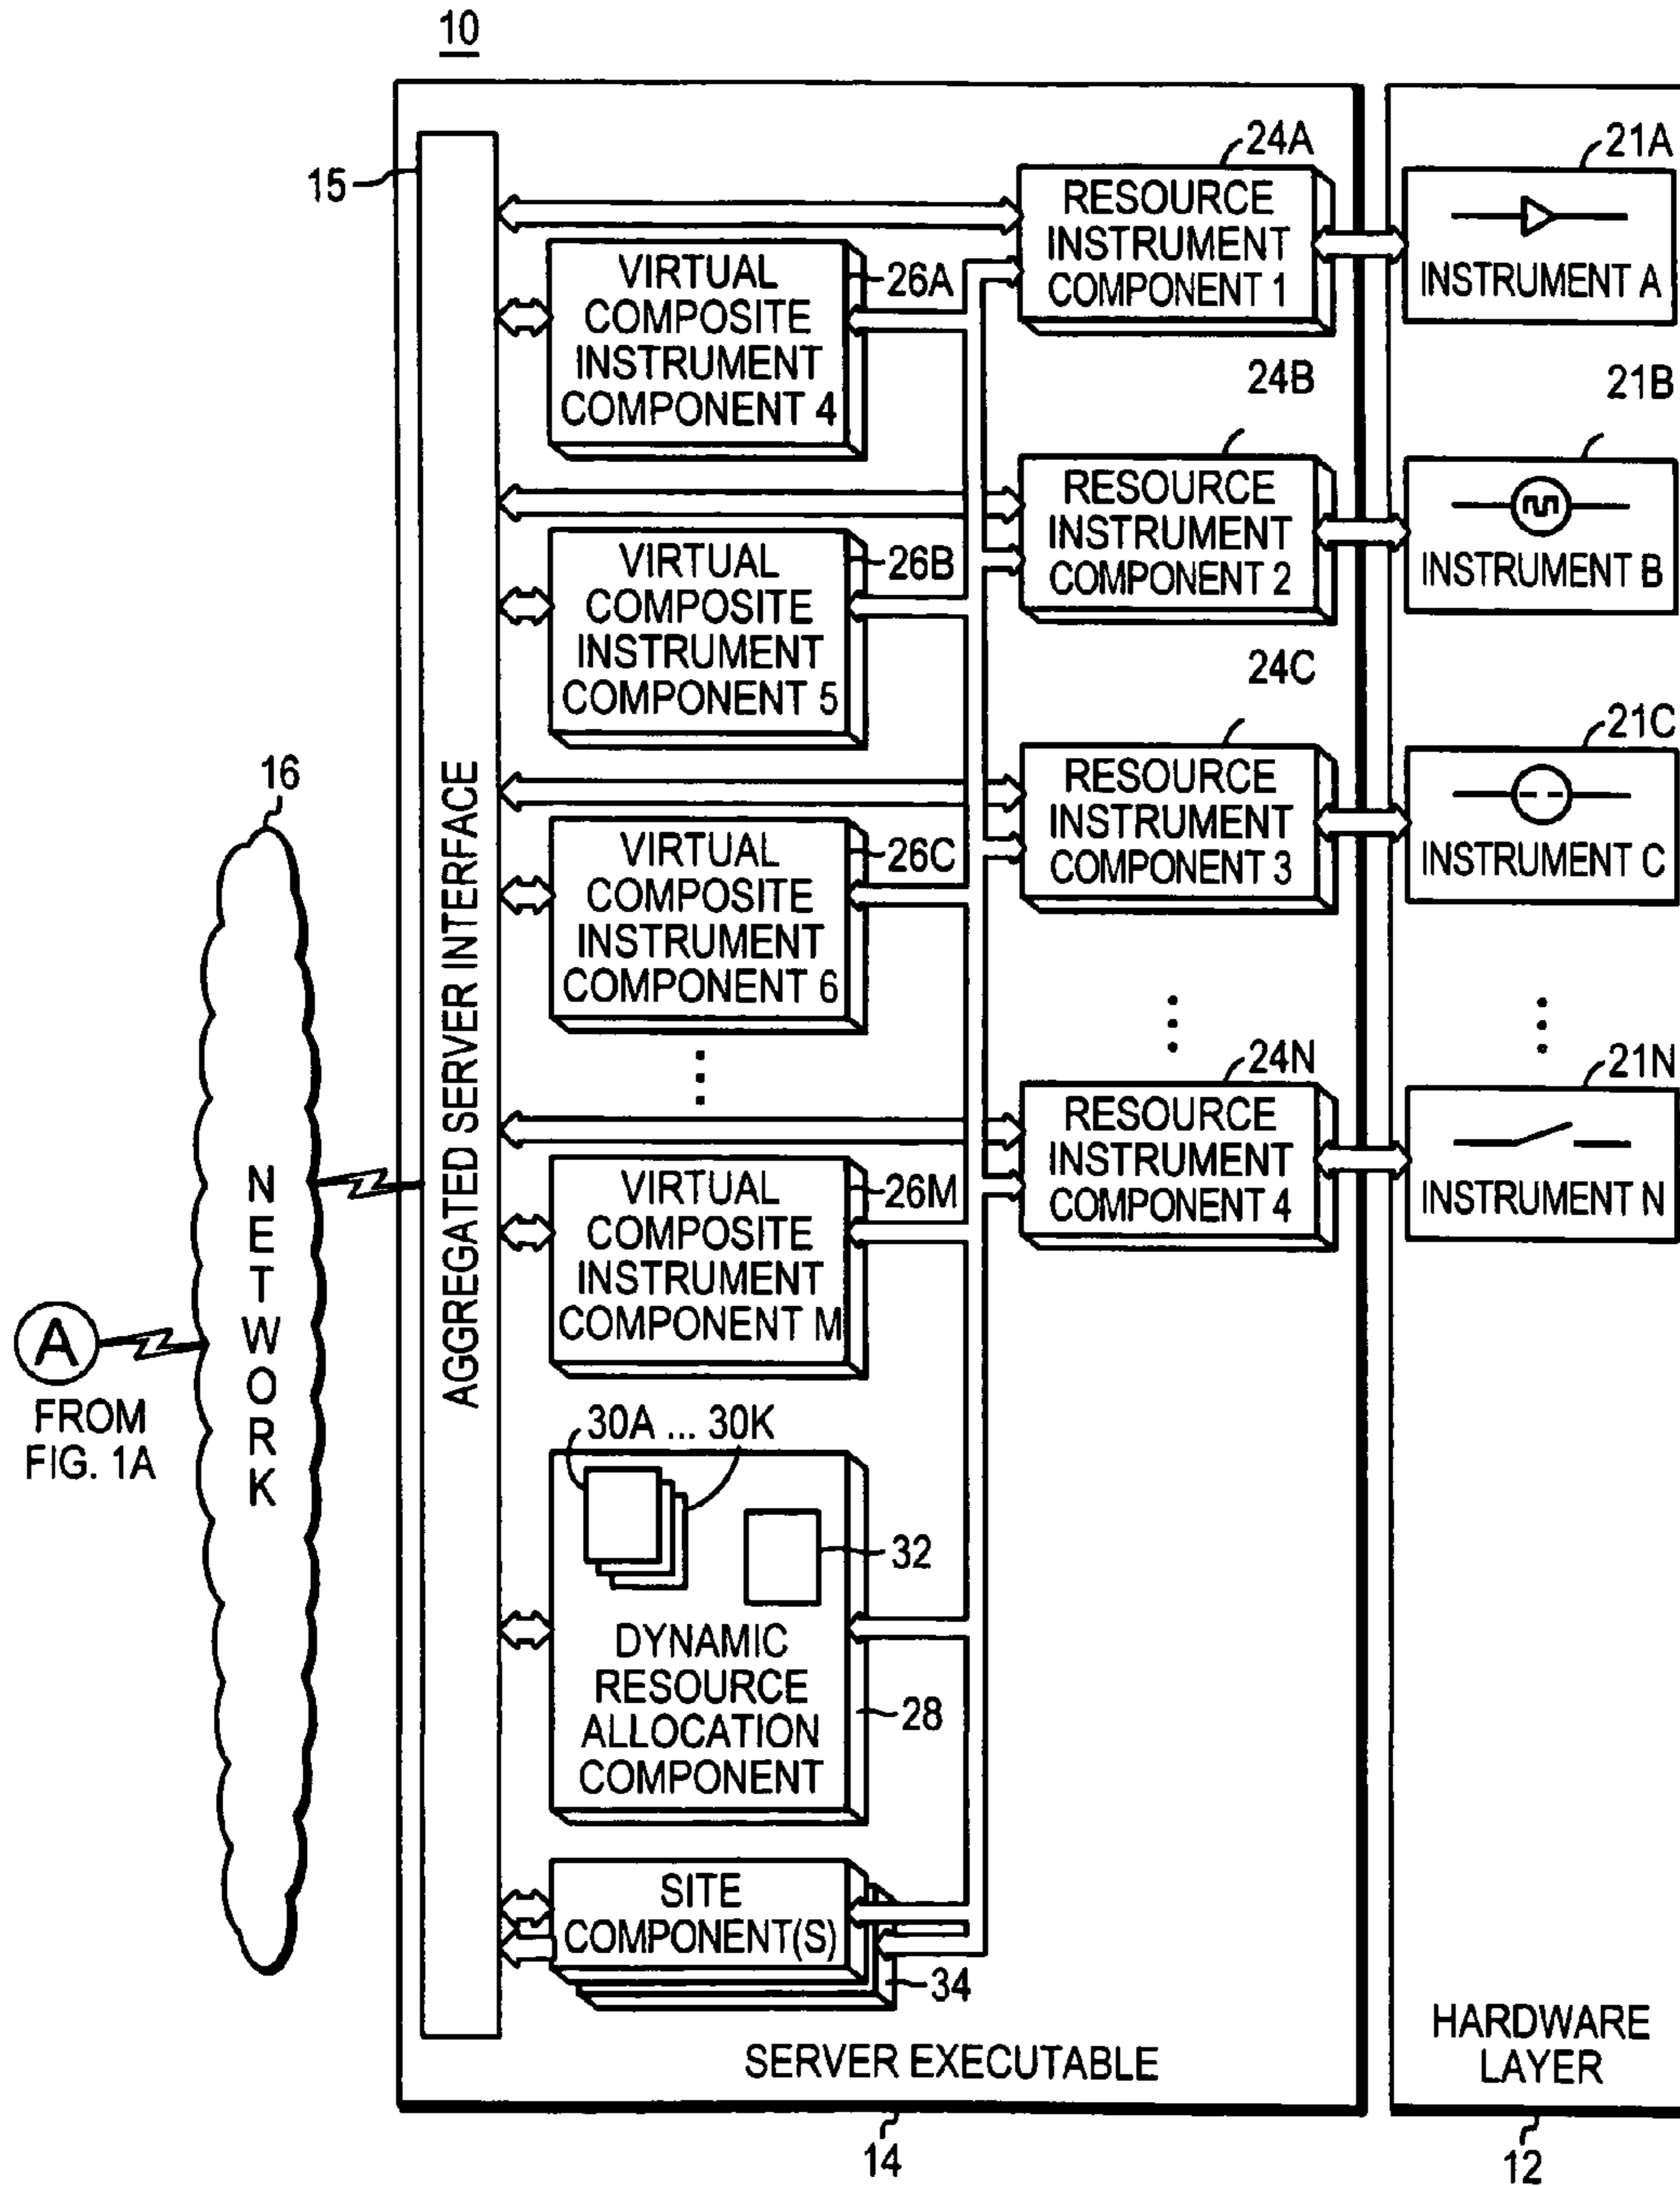 10
15
24A
21A
RESOURCE
INSTRUMENT
COMPONENT 1
INSTRUMENT A
VIRTUAL
COMPOSITE
INSTRUMENT
COMPONENT 4
26A
24B
21B
RESOURCE
INSTRUMENT
COMPONENT 2
INSTRUMENT B
VIRTUAL
COMPOSITE
INSTRUMENT
COMPONENT 5
26B
24C
21C
RESOURCE
INSTRUMENT
COMPONENT 3
INSTRUMENT C
16
AGGREGATED SERVER INTERFACE
VIRTUAL
COMPOSITE
INSTRUMENT
COMPONENT 6
26C
24N
21N
RESOURCE
INSTRUMENT
COMPONENT 4
INSTRUMENT N
VIRTUAL
COMPOSITE
INSTRUMENT
COMPONENT M
26M
NETWORK
A
FROM
FIG. 1A
30A ... 30K
32
DYNAMIC
RESOURCE
ALLOCATION
COMPONENT
28
SITE
COMPONENT(S)
34
SERVER EXECUTABLE
HARDWARE
LAYER
14
12